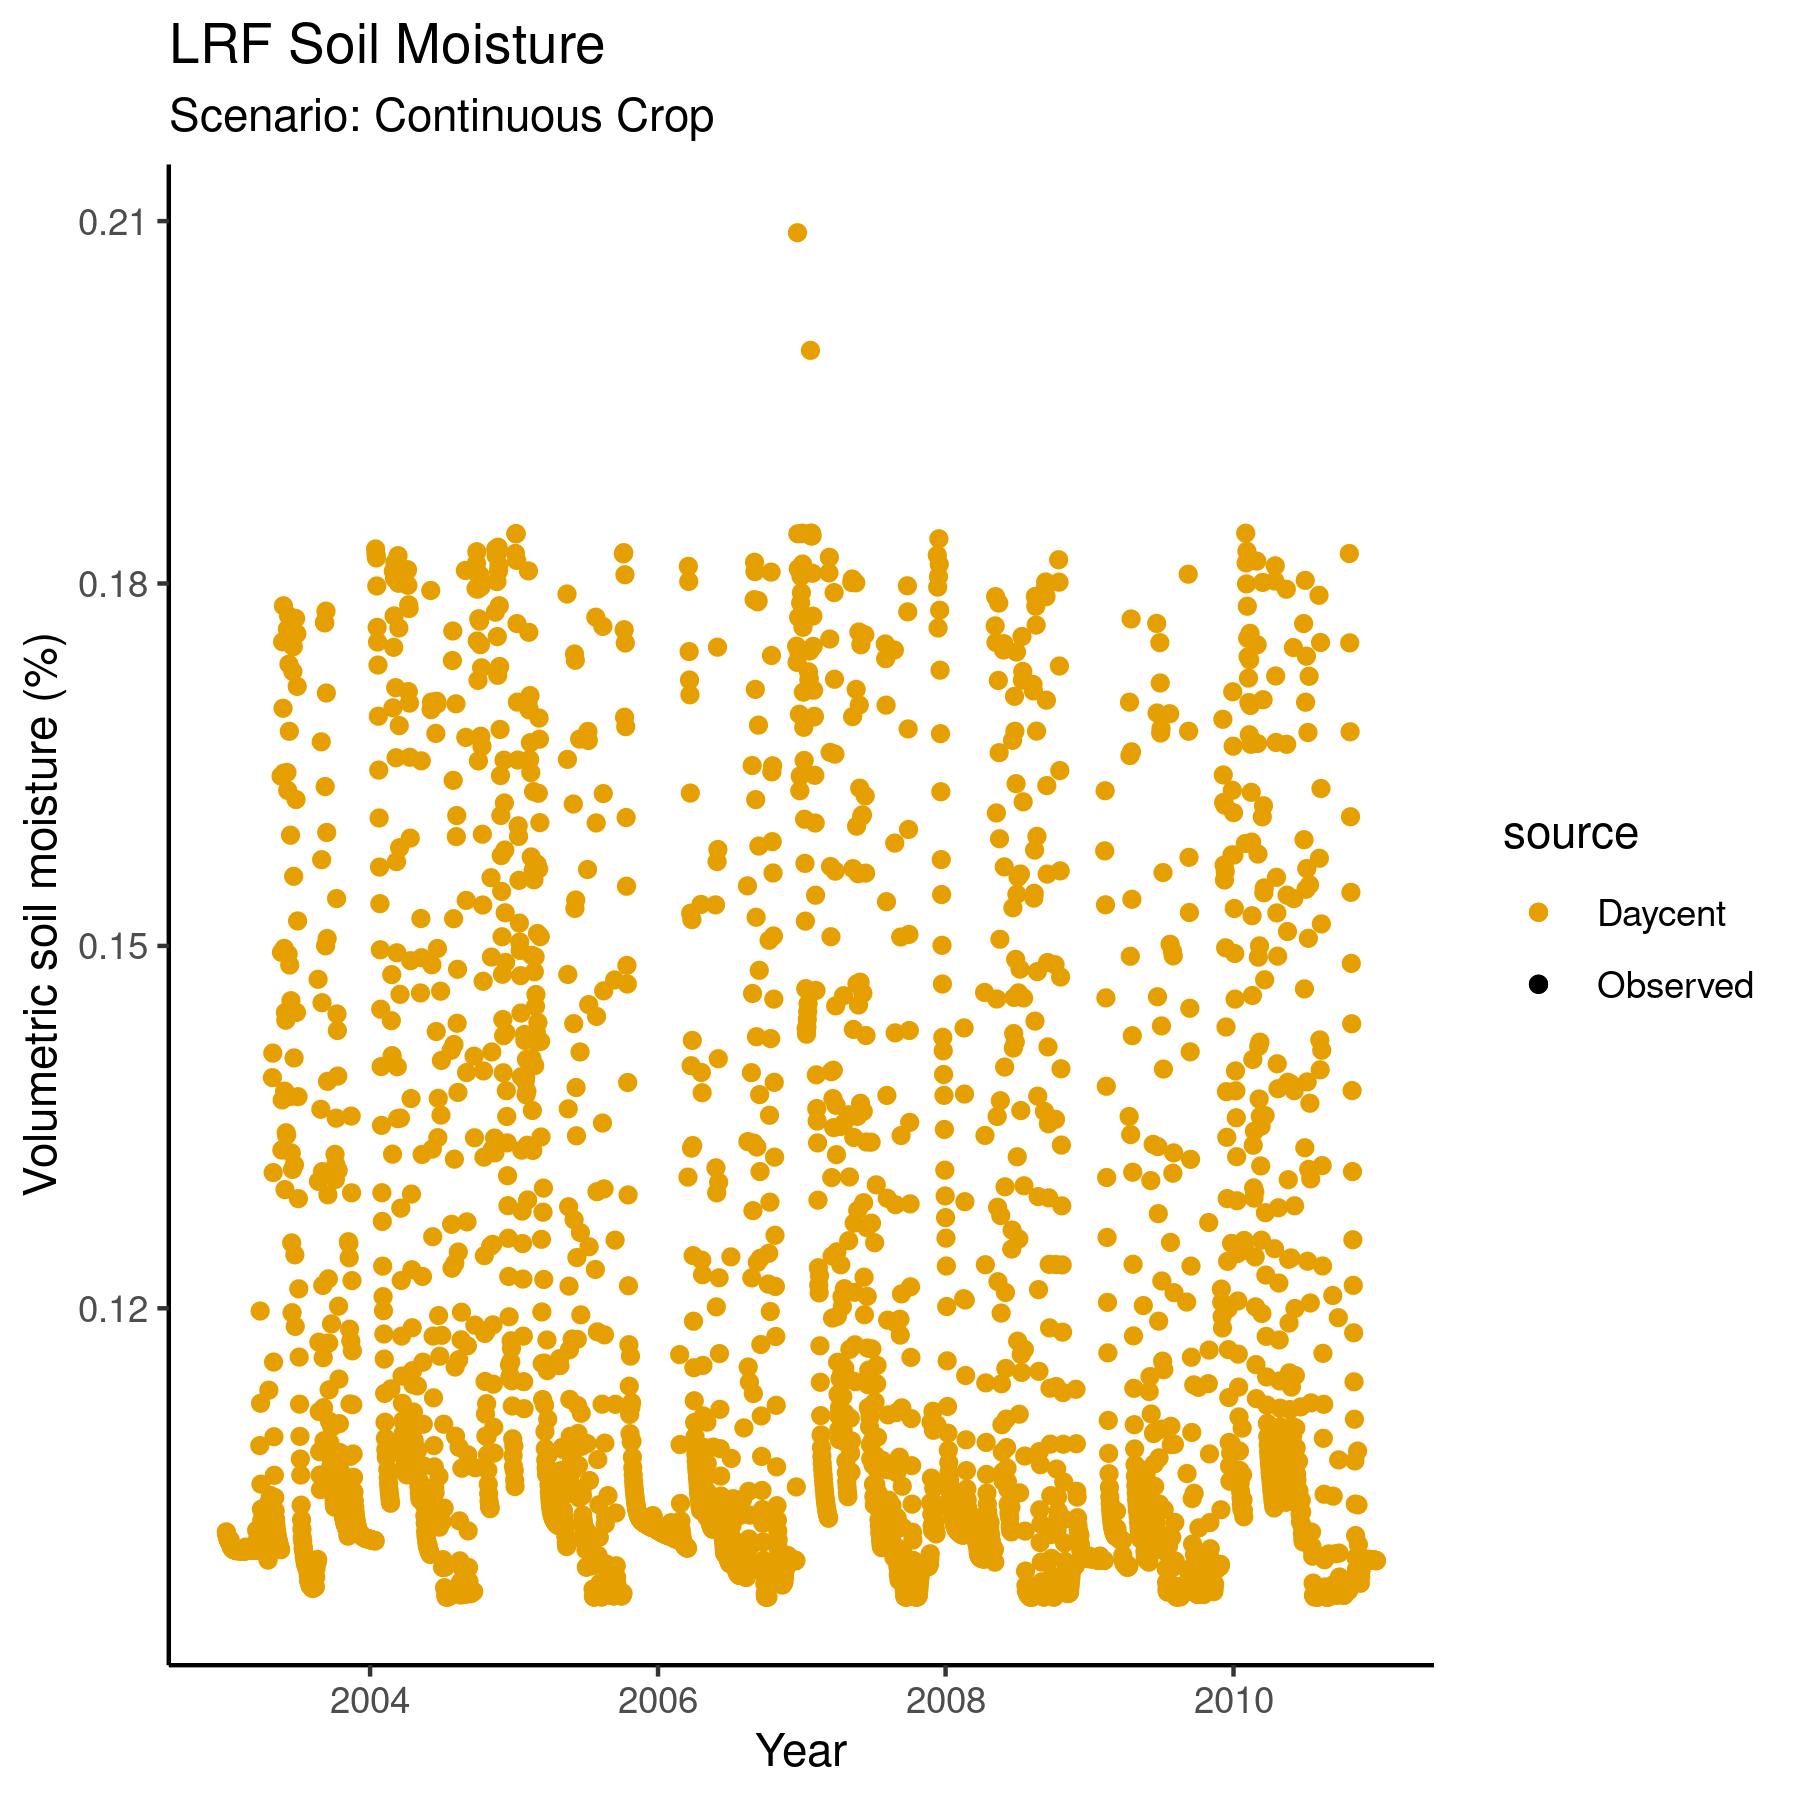 LRF Soil Moisture
Scenario: Continuous Crop
Volumetric soil moisture (%)
0.21
0.18
0.15
0.12
2004
2006
2008
2010
Year
source
Daycent
Observed